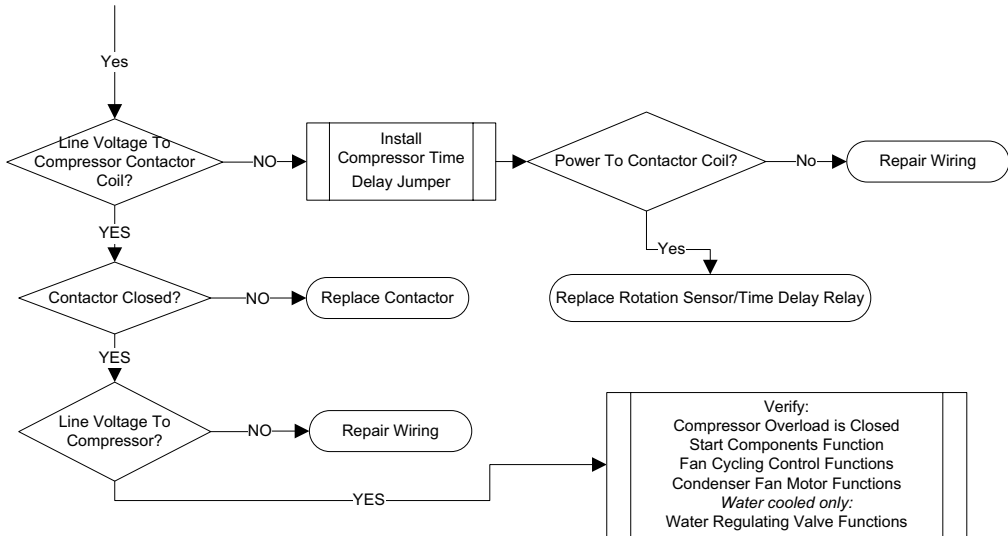 Yes
Line Voltage To
Compressor Contactor
Coil?
NO
Install
Compressor Time
Delay Jumper
Power To Contactor Coil?
No
Repair Wiring
YES
Yes
Contactor Closed?
NO
Replace Contactor
Replace Rotation Sensor/Time Delay Relay
YES
Line Voltage To
Compressor?
NO
Repair Wiring
YES
Verify:
Compressor Overload is Closed
Start Components Function
Fan Cycling Control Functions
Condenser Fan Motor Functions
Water cooled only:
Water Regulating Valve Functions